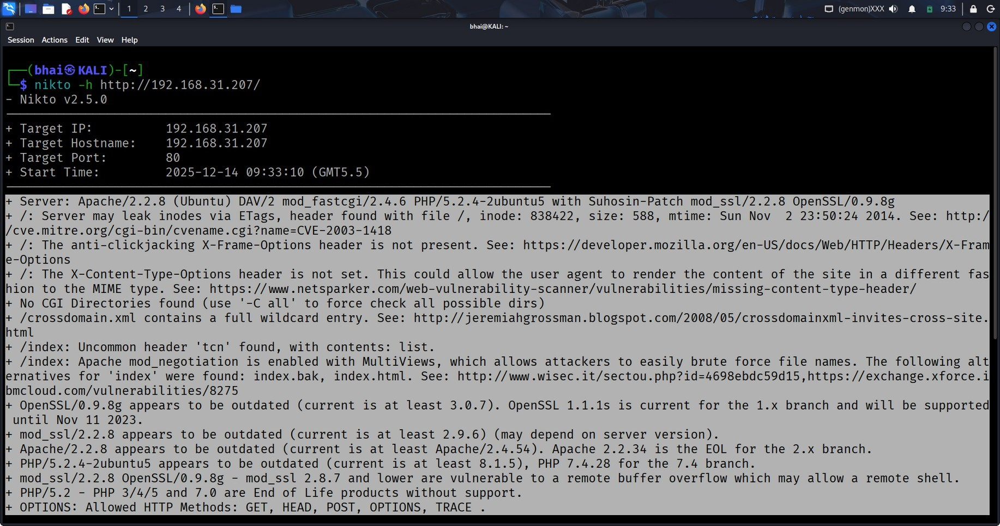 1 2 3 4 (genmon)XXX 9:33
bhai@KALI: ~
Session Actions Edit View Help
┌──(bhai㉿KALI)-[~]
└─$ nikto -h http://192.168.31.207/
- Nikto v2.5.0
+ Target IP: 192.168.31.207
+ Target Hostname: 192.168.31.207
+ Target Port: 80
+ Start Time: 2025-12-14 09:33:10 (GMT5.5)
+ Server: Apache/2.2.8 (Ubuntu) DAV/2 mod_fastcgi/2.4.6 PHP/5.2.4-2ubuntu5 with Suhosin-Patch mod_ssl/2.2.8 OpenSSL/0.9.8g
+ /: Server may leak inodes via ETags, header found with file /, inode: 838422, size: 588, mtime: Sun Nov  2 23:50:24 2014. See: http:/
/cve.mitre.org/cgi-bin/cvename.cgi?name=CVE-2003-1418
+ /: The anti-clickjacking X-Frame-Options header is not present. See: https://developer.mozilla.org/en-US/docs/Web/HTTP/Headers/X-Fram
e-Options
+ /: The X-Content-Type-Options header is not set. This could allow the user agent to render the content of the site in a different fas
hion to the MIME type. See: https://www.netsparker.com/web-vulnerability-scanner/vulnerabilities/missing-content-type-header/
+ No CGI Directories found (use '-C all' to force check all possible dirs)
+ /crossdomain.xml contains a full wildcard entry. See: http://jeremiahgrossman.blogspot.com/2008/05/crossdomainxml-invites-cross-site.
html
+ /index: Uncommon header 'tcn' found, with contents: list.
+ /index: Apache mod_negotiation is enabled with MultiViews, which allows attackers to easily brute force file names. The following alt
ernatives for 'index' were found: index.bak, index.html. See: http://www.wisec.it/sectou.php?id=4698ebdc59d15,https://exchange.xforce.i
bmcloud.com/vulnerabilities/8275
+ OpenSSL/0.9.8g appears to be outdated (current is at least 3.0.7). OpenSSL 1.1.1s is current for the 1.x branch and will be supported
 until Nov 11 2023.
+ mod_ssl/2.2.8 appears to be outdated (current is at least 2.9.6) (may depend on server version).
+ Apache/2.2.8 appears to be outdated (current is at least Apache/2.4.54). Apache 2.2.34 is the EOL for the 2.x branch.
+ PHP/5.2.4-2ubuntu5 appears to be outdated (current is at least 8.1.5), PHP 7.4.28 for the 7.4 branch.
+ mod_ssl/2.2.8 OpenSSL/0.9.8g - mod_ssl 2.8.7 and lower are vulnerable to a remote buffer overflow which may allow a remote shell.
+ PHP/5.2 - PHP 3/4/5 and 7.0 are End of Life products without support.
+ OPTIONS: Allowed HTTP Methods: GET, HEAD, POST, OPTIONS, TRACE .